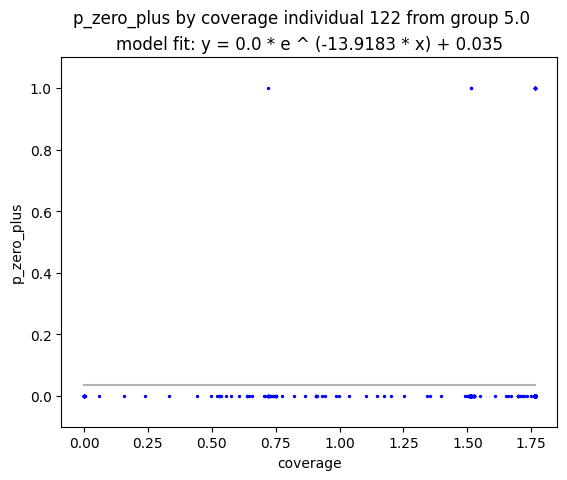 p_zero_plus by coverage individual 122 from group 5.0
model fit: y = 0.0 * e ^ (-13.9183 * x) + 0.035
1.0
0.8
0.6
0.4
0.2
0.0
p_zero_plus
0.00 0.25 0.50 0.75 1.00 1.25 1.50 1.75
coverage